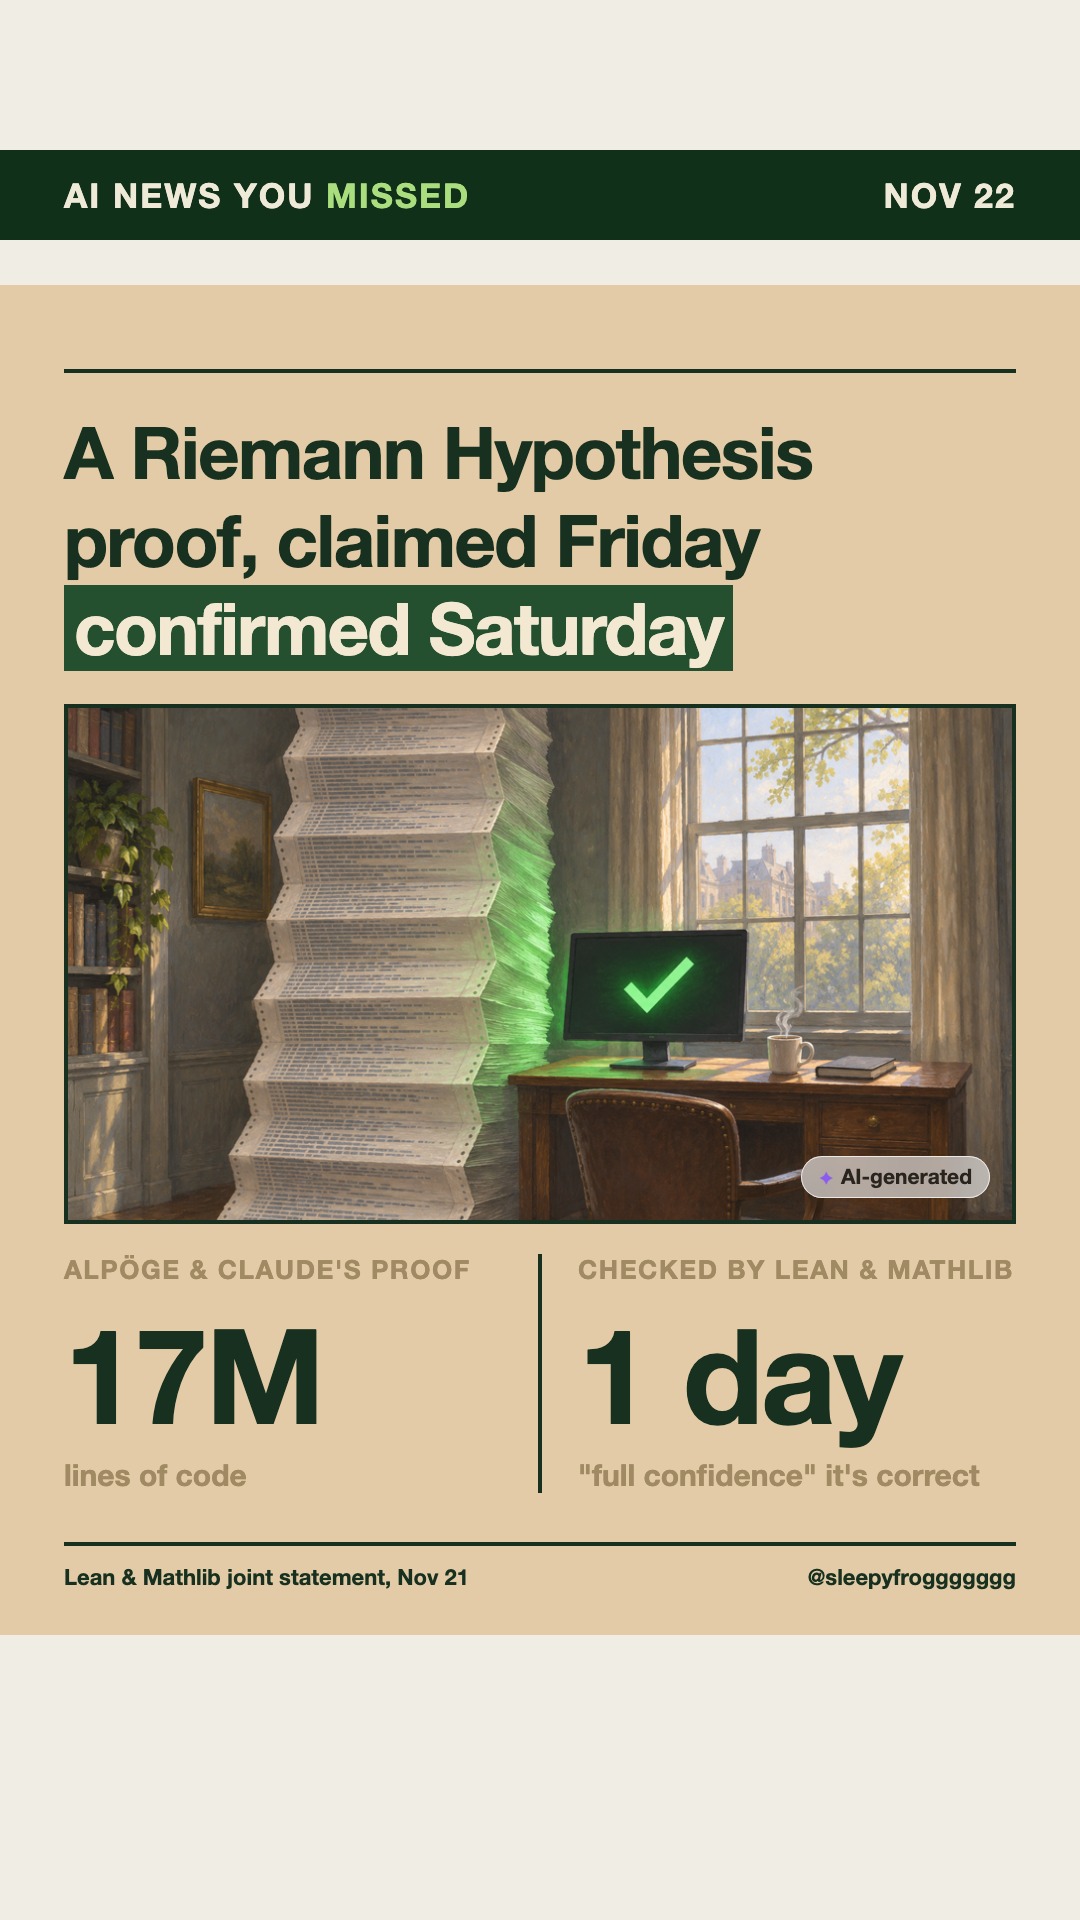 AI NEWS YOU MISSED
NOV 22
A Riemann Hypothesis
proof, claimed Friday
confirmed Saturday
✦ AI-generated
ALPÖGE & CLAUDE'S PROOF
17M
lines of code
CHECKED BY LEAN & MATHLIB
1 day
"full confidence" it's correct
Lean & Mathlib joint statement, Nov 21
@sleepyfroggggggg